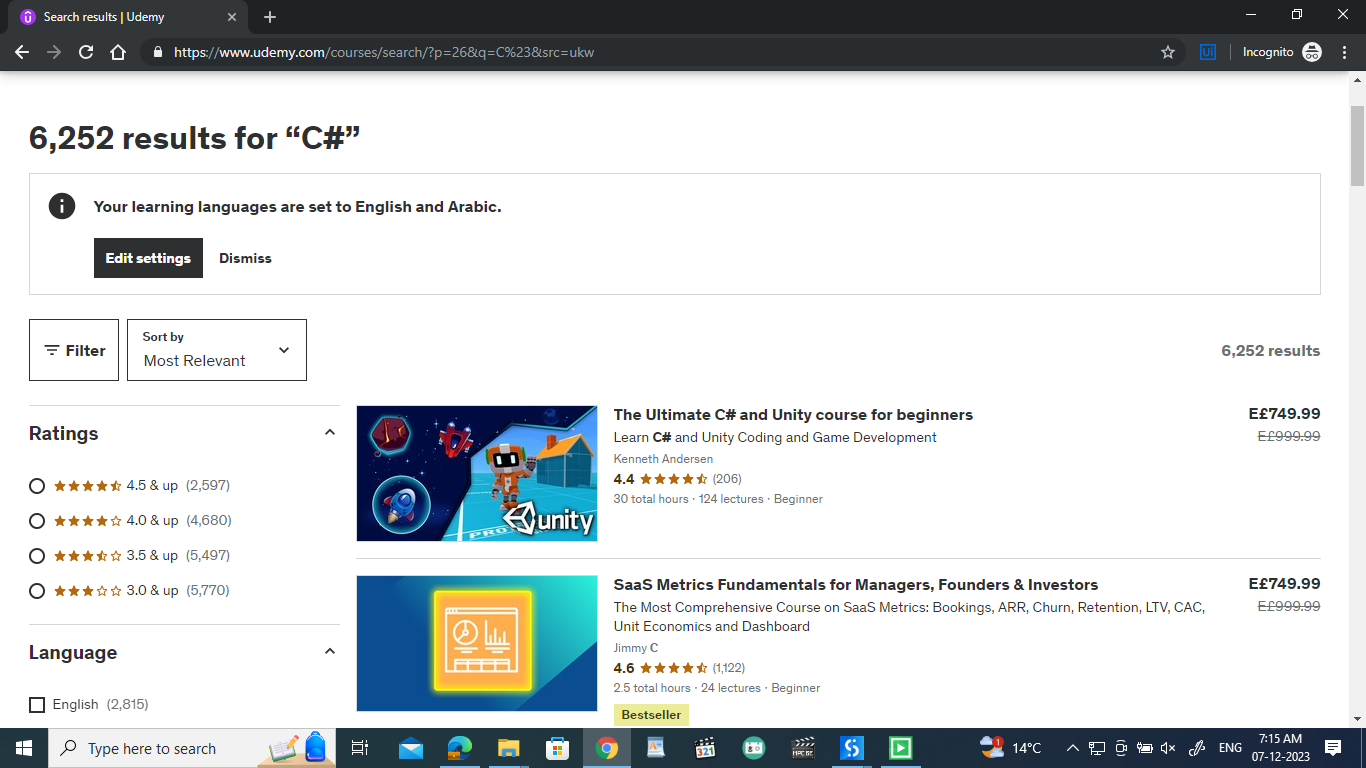 Search results | Udemy
https://www.udemy.com/courses/search/?p=26&q=C%23&src=ukw
Ui
Incognito
6,252 results for “C#”
Your learning languages are set to English and Arabic.
Edit settings
Dismiss
Filter
Sort by
Most Relevant
6,252 results
Ratings
4.5 & up (2,597)
4.0 & up (4,680)
3.5 & up (5,497)
3.0 & up (5,770)
Language
English (2,815)
unity
PRO
The Ultimate C# and Unity course for beginners
E£749.99
Learn C# and Unity Coding and Game Development
E£999.99
Kenneth Andersen
4.4 (206)
30 total hours · 124 lectures · Beginner
SaaS Metrics Fundamentals for Managers, Founders & Investors
E£749.99
The Most Comprehensive Course on SaaS Metrics: Bookings, ARR, Churn, Retention, LTV, CAC,
E£999.99
Unit Economics and Dashboard
Jimmy C
4.6 (1,122)
2.5 total hours · 24 lectures · Beginner
Bestseller
Type here to search
321
1
14°C
ENG
7:15 AM
07-12-2023